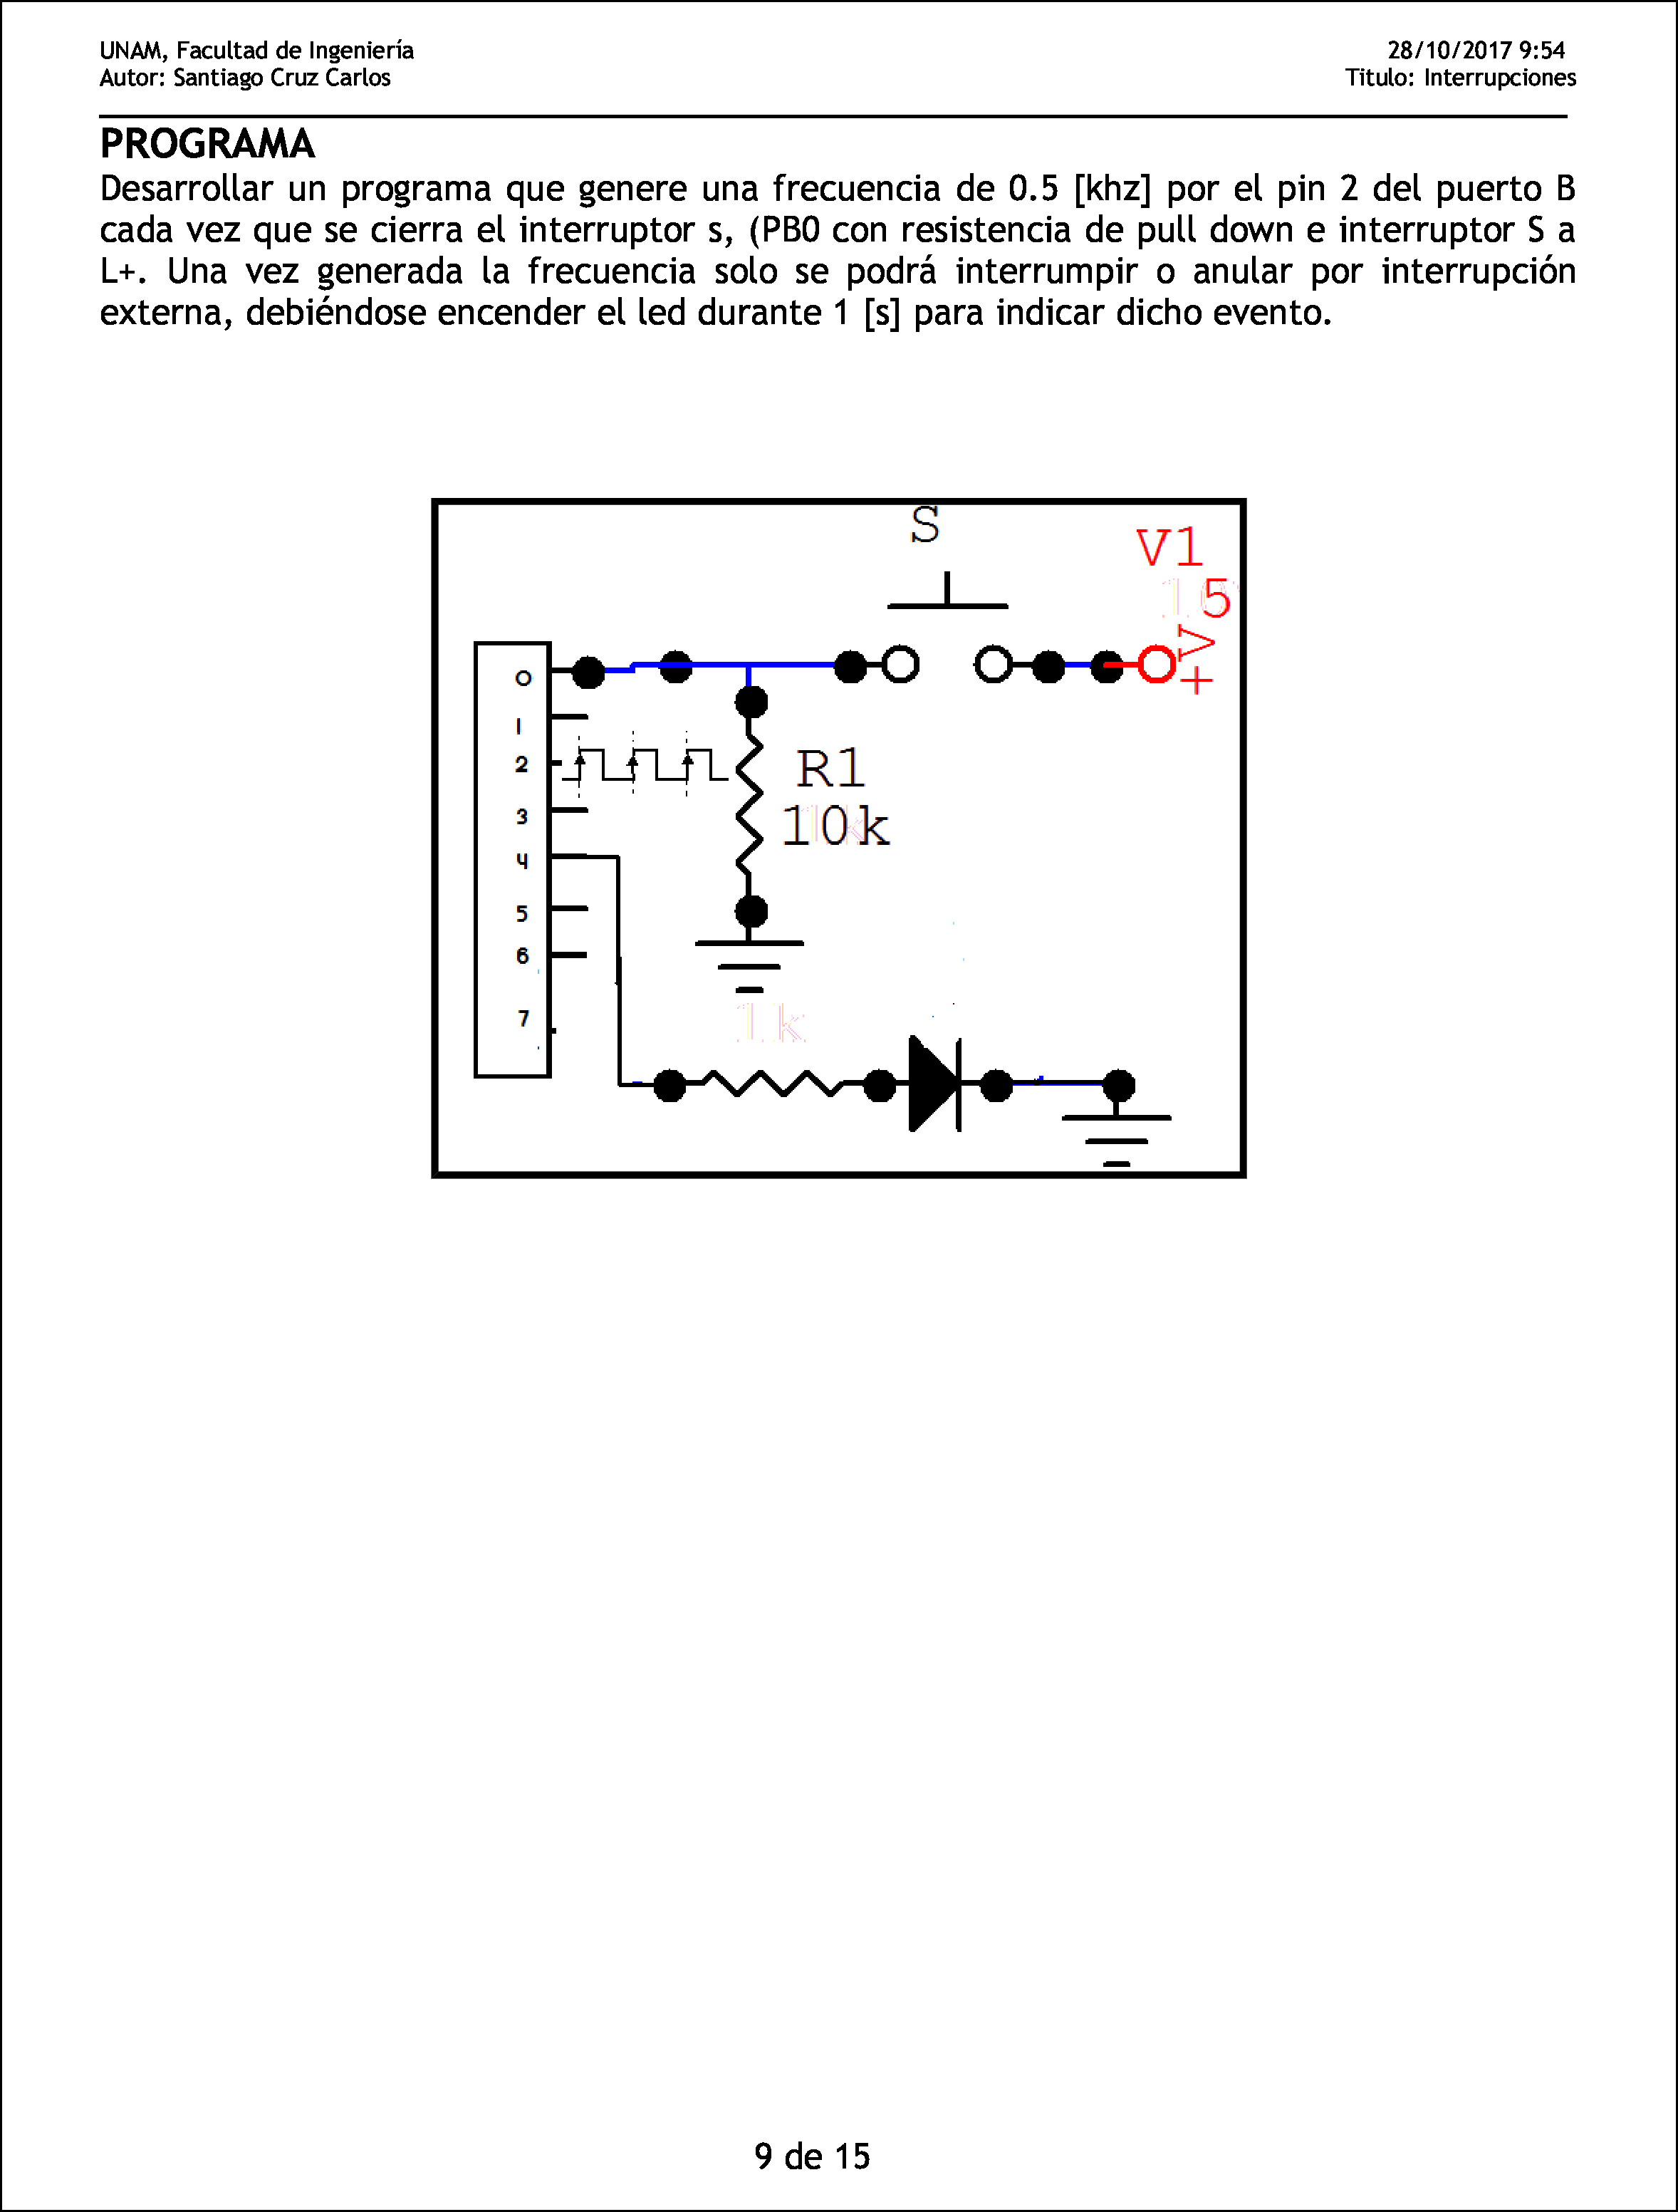 UNAM, Facultad de Ingeniería 28/10/2017 9:54
Autor: Santiago Cruz Carlos Titulo: Interrupciones
PROGRAMA
Desarrollar un programa que genere una frecuencia de 0.5 [khz] por el pin 2 del puerto B
cada vez que se cierra el interruptor s, (PB0 con resistencia de pull down e interruptor S a
L+. Una vez generada la frecuencia solo se podrá interrumpir o anular por interrupción
externa, debiéndose encender el led durante 1 [s] para indicar dicho evento.
S
V1
5
+V
0
1
2
3
4
5
6
7
R1
10k
1k
9 de 15